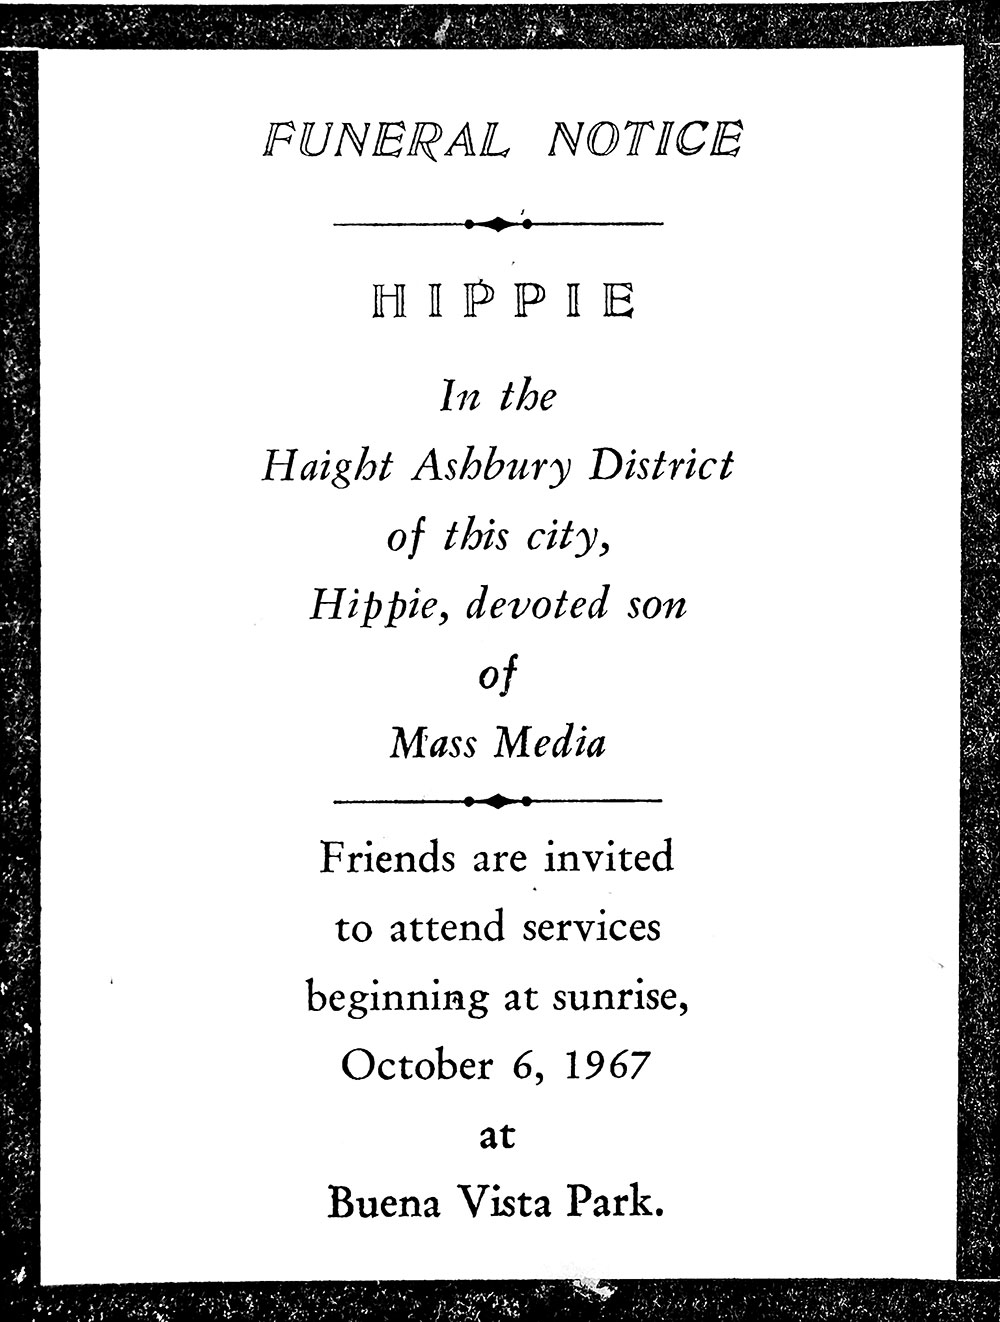 FUNERAL NOTICE
HIPPIE
In the
Haight Ashbury District
of this city,
Hippie, devoted son
of
Mass Media
Friends are invited
to attend services
beginning at sunrise,
October 6, 1967
at
Buena Vista Park.